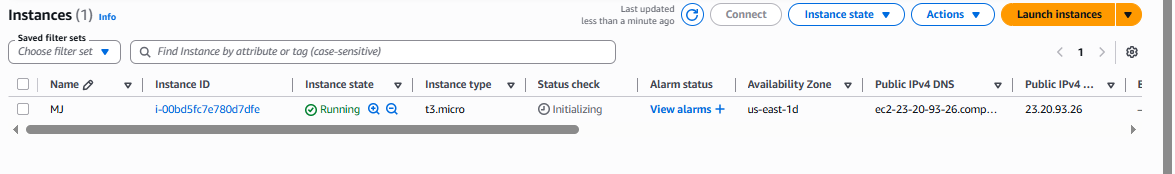 Instances (1) Info
Last updated
less than a minute ago
Connect
Instance state
Actions
Launch instances
Saved filter sets
Choose filter set
Find Instance by attribute or tag (case-sensitive)
1
Name Instance ID Instance state Instance type Status check Alarm status Availability Zone Public IPv4 DNS Public IPv4 ... E
MJ i-00bd5fc7e780d7dfe Running t3.micro Initializing View alarms + us-east-1d ec2-23-20-93-26.comp... 23.20.93.26 –